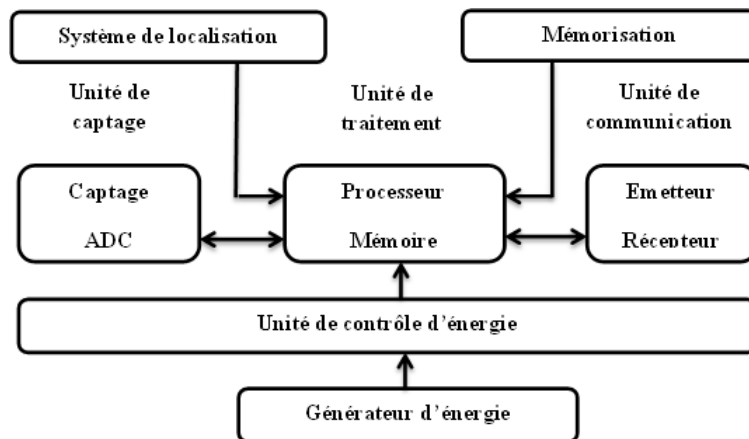 Système de localisation
Mémorisation
Unité de
captage
Unité de
traitement
Unité de
communication
Captage
ADC
Processeur
Mémoire
Emetteur
Récepteur
Unité de contrôle d'énergie
Générateur d'énergie